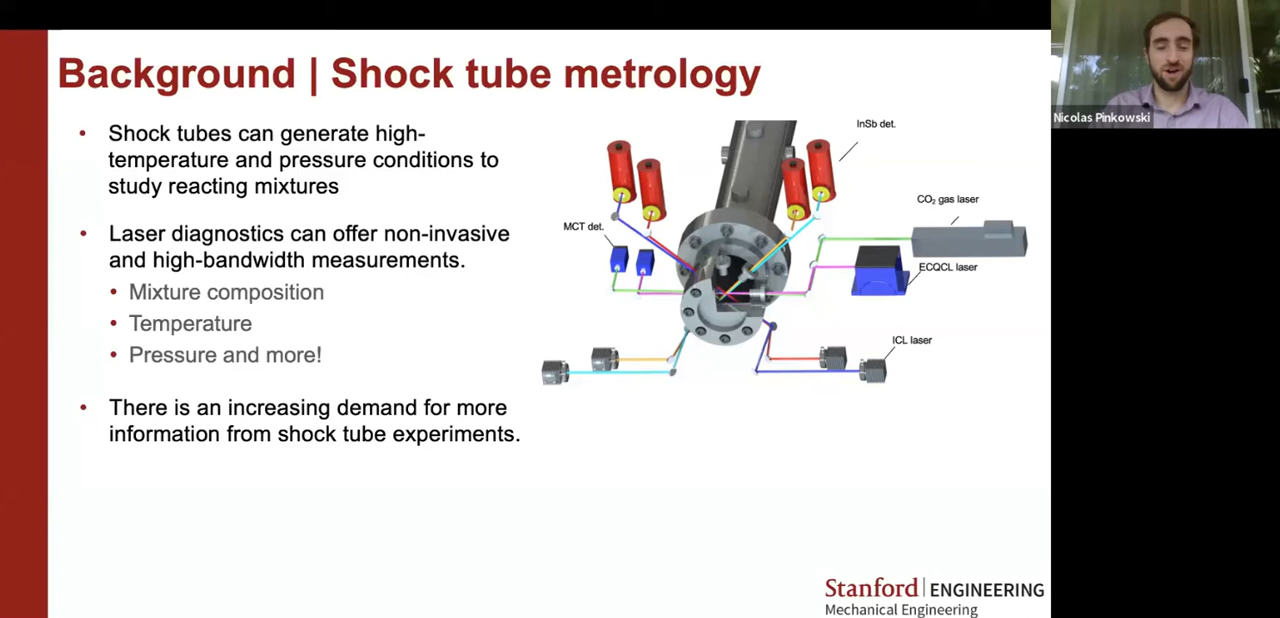 Background | Shock tube metrology
• Shock tubes can generate high-
temperature and pressure conditions to
study reacting mixtures
• Laser diagnostics can offer non-invasive
and high-bandwidth measurements.
• Mixture composition
• Temperature
• Pressure and more!
• There is an increasing demand for more
information from shock tube experiments.
InSb det.
CO₂ gas laser
MCT det.
ECQCL laser
ICL laser
Stanford | ENGINEERING
Mechanical Engineering
Nicolas Pinkowski